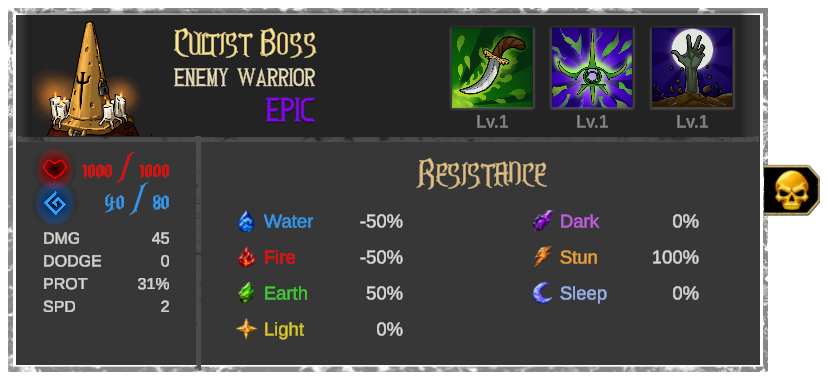 Cultist Boss
ENEMY WARRIOR
EPIC
Lv.1 Lv.1 Lv.1
1000 / 1000
90 / 80
DMG 45
DODGE 0
PROT 31%
SPD 2
Resistance
Water -50%
Fire -50%
Earth 50%
Light 0%
Dark 0%
Stun 100%
Sleep 0%